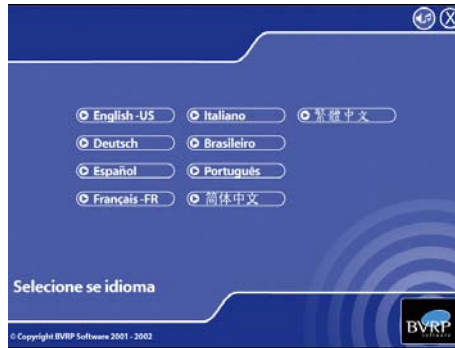 English-US
Italiano
繁體中文
Deutsch
Brasileiro
Español
Português
Français-FR
简体中文
Selecione se idioma
© Copyright BVRP Software 2001 - 2002
BVRP
software